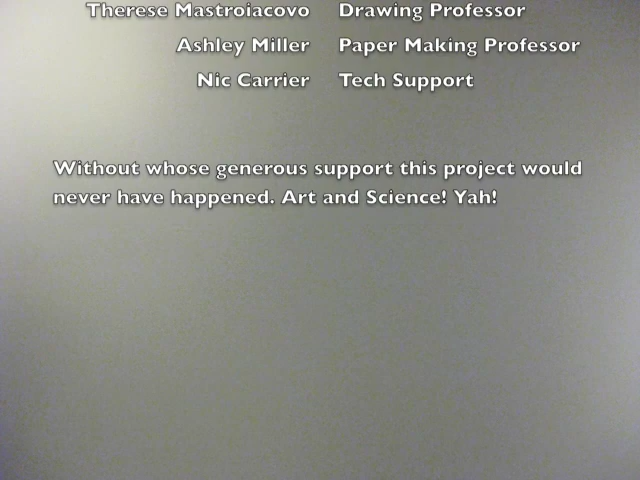 Therese Mastroiacovo Drawing Professor
Ashley Miller Paper Making Professor
Nic Carrier Tech Support
Without whose generous support this project would
never have happened. Art and Science! Yah!